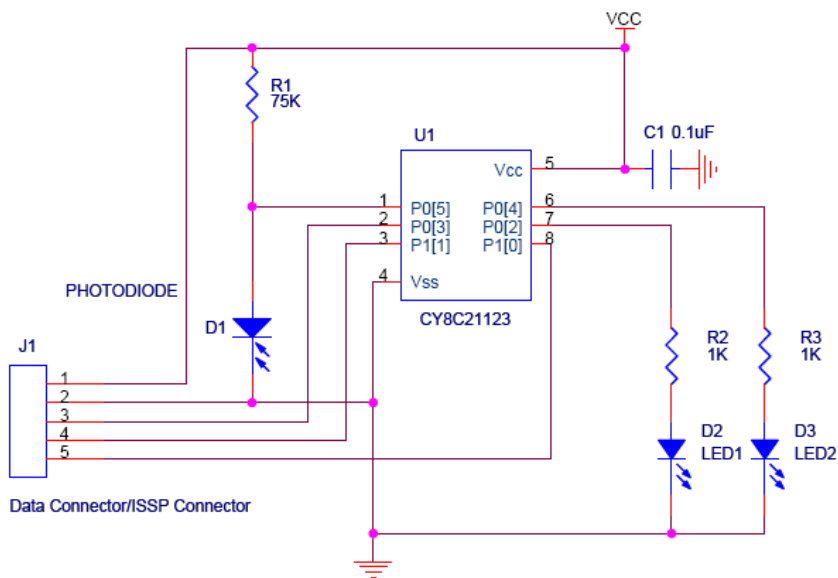 VCC
R1
75K
C1 0.1uF
U1
Vcc 5
1 P0[5] P0[4] 6
2 P0[3] P0[2] 7
3 P1[1] P1[0] 8
4 Vss
CY8C21123
PHOTODIODE
D1
J1
1
2
3
4
5
R2
1K
R3
1K
D2
LED1
D3
LED2
Data Connector/ISSP Connector